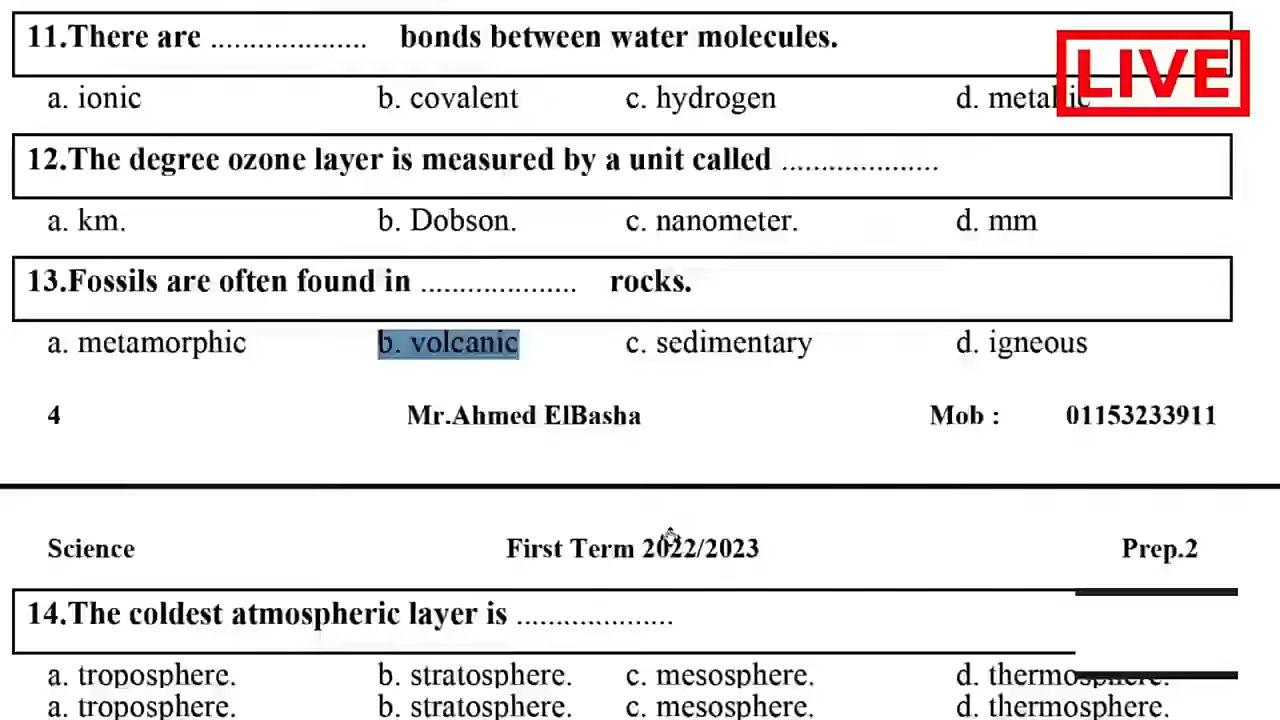 11.There are ................... bonds between water molecules.
LIVE
a. ionic b. covalent c. hydrogen d. metallic
12.The degree ozone layer is measured by a unit called ...................
a. km. b. Dobson. c. nanometer. d. mm
13.Fossils are often found in ................... rocks.
a. metamorphic b. volcanic c. sedimentary d. igneous
4 Mr.Ahmed ElBasha Mob : 01153233911
Science First Term 2022/2023 Prep.2
14.The coldest atmospheric layer is ...................
a. troposphere. b. stratosphere. c. mesosphere. d. thermosphere.
a. troposphere. b. stratosphere. c. mesosphere. d. thermosphere.